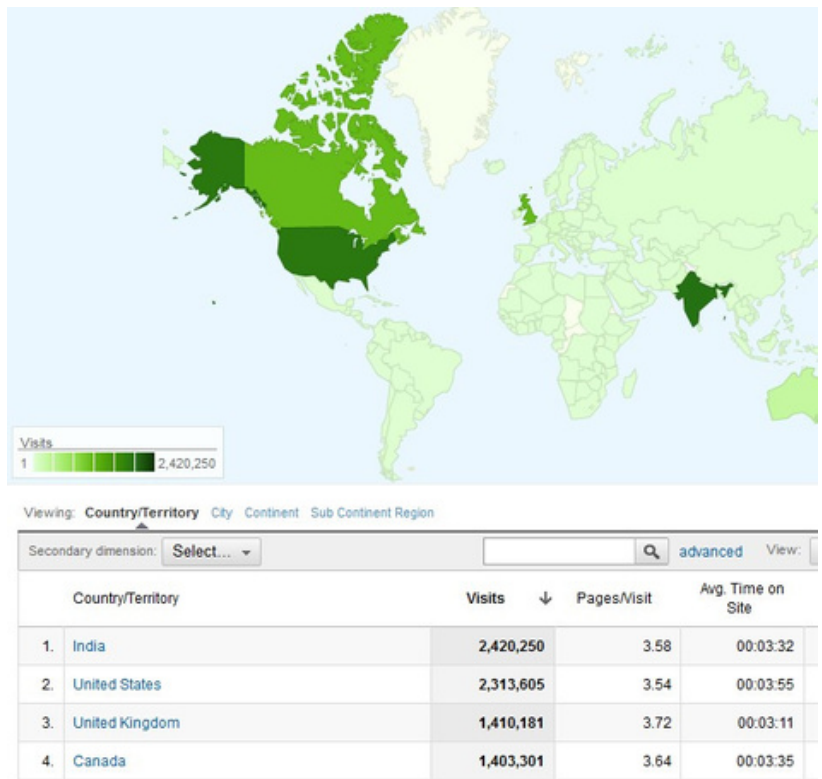 Visits
1 2,420,250
Viewing: Country/Territory City Continent Sub Continent Region
Secondary dimension: Select... advanced View:
Country/Territory Visits Pages/Visit Avg. Time on Site
1. India 2,420,250 3.58 00:03:32
2. United States 2,313,605 3.54 00:03:55
3. United Kingdom 1,410,181 3.72 00:03:11
4. Canada 1,403,301 3.64 00:03:35